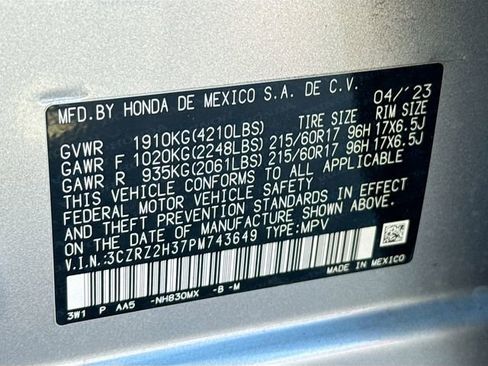 MFD.BY HONDA DE MEXICO S.A. DE C.V. 04/'23
GVWR 1910KG(4210LBS) TIRE SIZE RIM SIZE
GAWR F 1020KG(2248LBS) 215/60R17 96H 17X6.5J
GAWR R 935KG(2061LBS) 215/60R17 96H 17X6.5J
THIS VEHICLE CONFORMS TO ALL APPLICABLE
FEDERAL MOTOR VEHICLE SAFETY
AND THEFT PREVENTION STANDARDS IN EFFECT
ON THE DATE OF MANUFACTURE SHOWN ABOVE.
V.I.N.:3CZRZ2H37PM743649 TYPE:MPV
3W1 P AA5 -NH830MX -B -M MADE IN MEXICO